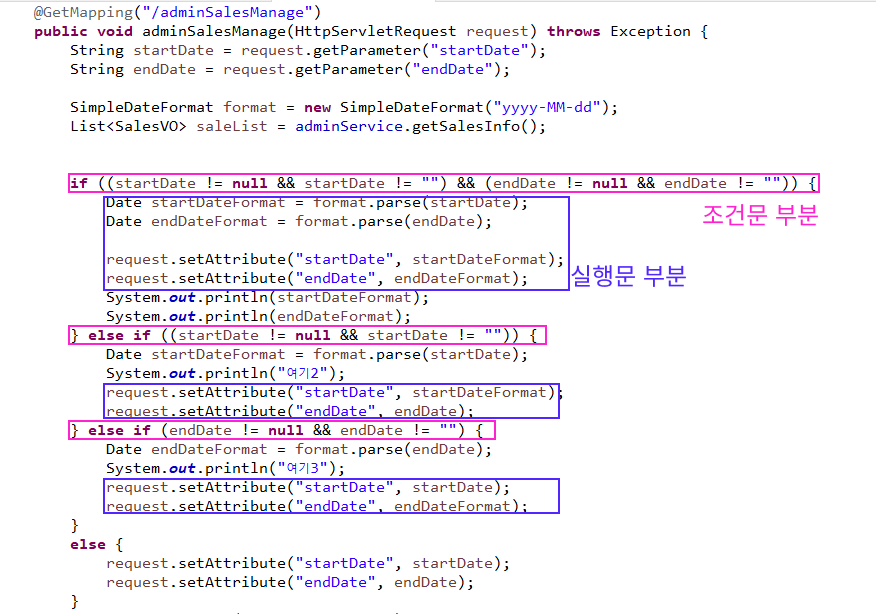 @GetMapping("/adminSalesManage")
public void adminSalesManage(HttpServletRequest request) throws Exception {
String startDate = request.getParameter("startDate");
String endDate = request.getParameter("endDate");
SimpleDateFormat format = new SimpleDateFormat("yyyy-MM-dd");
List<SalesVO> saleList = adminService.getSalesInfo();
if ((startDate != null && startDate != "") && (endDate != null && endDate != "")) {
조건문 부분
Date startDateFormat = format.parse(startDate);
Date endDateFormat = format.parse(endDate);
request.setAttribute("startDate", startDateFormat);
request.setAttribute("endDate", endDateFormat);
실행문 부분
System.out.println(startDateFormat);
System.out.println(endDateFormat);
} else if ((startDate != null && startDate != "")) {
Date startDateFormat = format.parse(startDate);
System.out.println("여기2");
request.setAttribute("startDate", startDateFormat);
request.setAttribute("endDate", endDate);
} else if (endDate != null && endDate != "") {
Date endDateFormat = format.parse(endDate);
System.out.println("여기3");
request.setAttribute("startDate", startDate);
request.setAttribute("endDate", endDateFormat);
}
else {
request.setAttribute("startDate", startDate);
request.setAttribute("endDate", endDate);
}